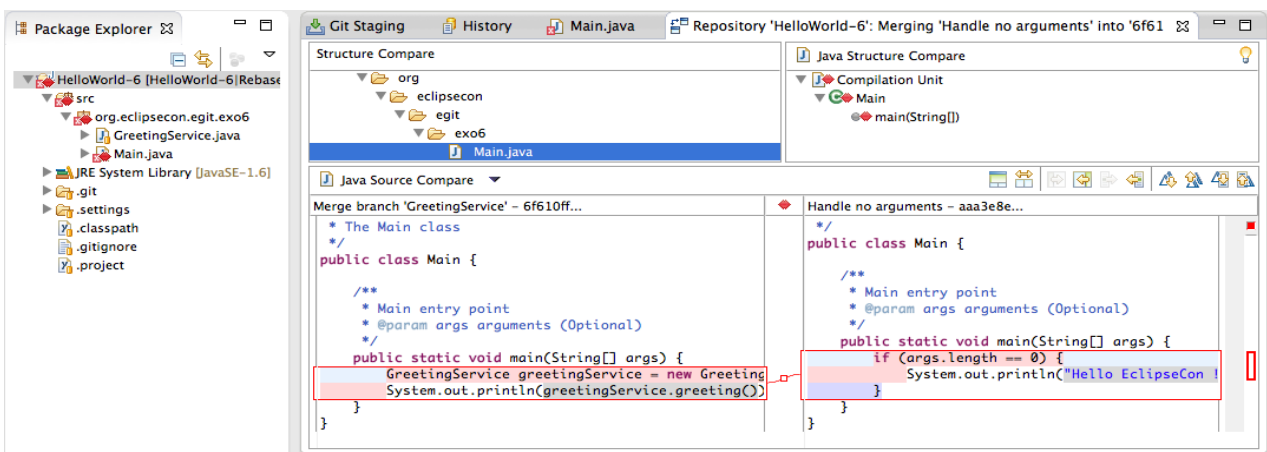 Package Explorer
HelloWorld-6 [HelloWorld-6|Rebase
src
org.eclipsecon.egit.exo6
GreetingService.java
Main.java
JRE System Library [JavaSE-1.6]
.git
.settings
.classpath
.gitignore
.project
Git Staging
History
Main.java
Repository 'HelloWorld-6': Merging 'Handle no arguments' into '6f61
Structure Compare
org
eclipsecon
egit
exo6
Main.java
Java Structure Compare
Compilation Unit
Main
main(String[])
Java Source Compare
Merge branch 'GreetingService' - 6f610ff...
* The Main class
*/
public class Main {
/**
* Main entry point
* @param args arguments (Optional)
*/
public static void main(String[] args) {
GreetingService greetingService = new Greeting
System.out.println(greetingService.greeting())
}
}
Handle no arguments - aaa3e8e...
*/
public class Main {
/**
* Main entry point
* @param args arguments (Optional)
*/
public static void main(String[] args) {
if (args.length == 0) {
System.out.println("Hello EclipseCon !
}
}
}